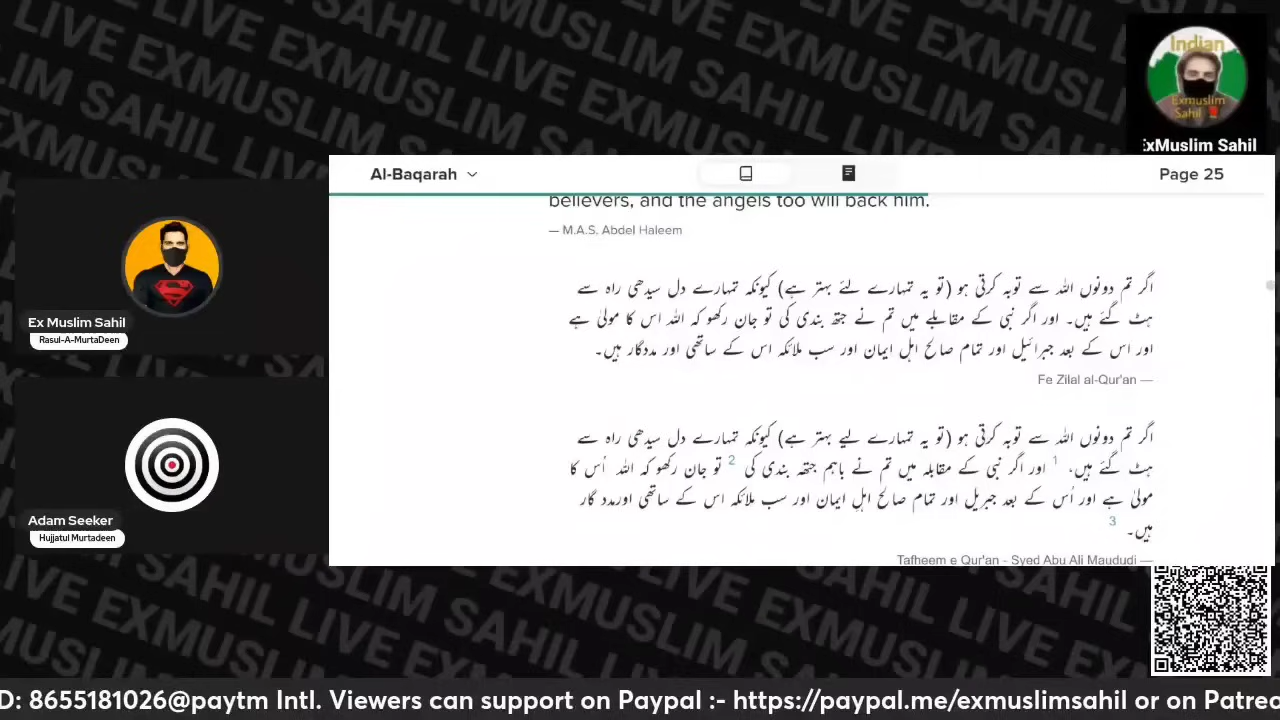 Indian
Exmuslim
Sahil
ExMuslim Sahil
Al-Baqarah
Page 25
believers, and the angels too will back him.
— M.A.S. Abdel Haleem
اگر تم دونوں اللہ سے توبہ کرتی ہو (تو یہ تمہارے لئے بہتر ہے) کیونکہ تمہارے دل سیدھی راہ سے
ہٹ گئے ہیں۔ اور اگر نبی کے مقابلے میں تم نے جتھ بندی کی تو جان رکھو کہ اللہ اس کا مولیٰ ہے
اور اس کے بعد جبرائیل اور تمام صالح اہل ایمان اور سب ملائکہ اس کے ساتھی اور مددگار ہیں۔
Fe Zilal al-Qur'an —
اگر تم دونوں اللہ سے توبہ کرتی ہو (تو یہ تمہارے لیے بہتر ہے) کیونکہ تمہارے دل سیدھی راہ سے
ہٹ گئے ہیں، 1 اور اگر نبی کے مقابلہ میں تم نے باہم جتھہ بندی کی 2 تو جان رکھو کہ اللہ اُس کا
مولیٰ ہے اور اُس کے بعد جبریل اور تمام صالح اہلِ ایمان اور سب ملائکہ اس کے ساتھی اورمدد گار
ہیں۔ 3
Tafheem e Qur'an - Syed Abu Ali Maududi —
Ex Muslim Sahil
Rasul-A-MurtaDeen
Adam Seeker
Hujjatul Murtadeen
D: 8655181026@paytm Intl. Viewers can support on Paypal :- https://paypal.me/exmuslimsahil or on Patreo